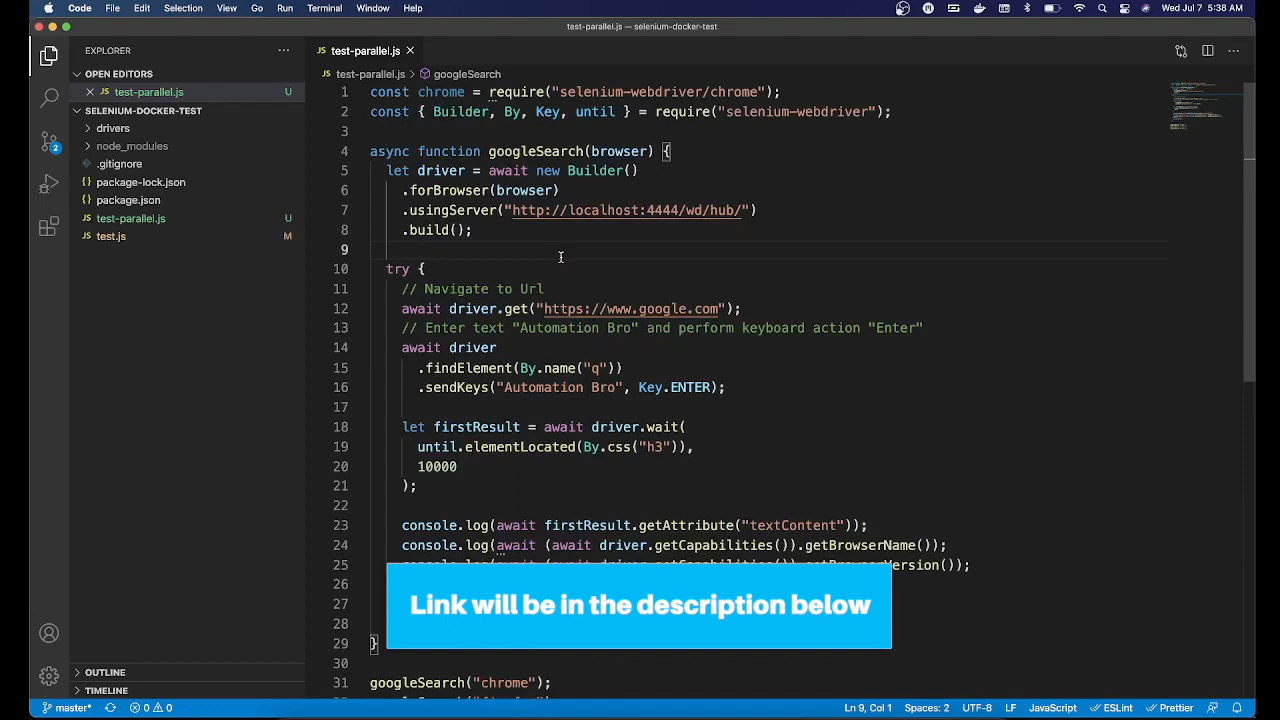 Code File Edit Selection View Go Run Terminal Window Help Wed Jul 7 5:38 AM
test-parallel.js — selenium-docker-test
EXPLORER
OPEN EDITORS
test-parallel.js U
SELENIUM-DOCKER-TEST
drivers
node_modules
.gitignore
package-lock.json
package.json
test-parallel.js U
test.js M
OUTLINE
TIMELINE
2
JS test-parallel.js
JS test-parallel.js > googleSearch
1 const chrome = require("selenium-webdriver/chrome");
2 const { Builder, By, Key, until } = require("selenium-webdriver");
3
4 async function googleSearch(browser) {
5 let driver = await new Builder()
6 .forBrowser(browser)
7 .usingServer("http://localhost:4444/wd/hub/")
8 .build();
9
10 try {
11 // Navigate to Url
12 await driver.get("https://www.google.com");
13 // Enter text "Automation Bro" and perform keyboard action "Enter"
14 await driver
15 .findElement(By.name("q"))
16 .sendKeys("Automation Bro", Key.ENTER);
17
18 let firstResult = await driver.wait(
19 until.elementLocated(By.css("h3")),
20 10000
21 );
22
23 console.log(await firstResult.getAttribute("textContent"));
24 console.log(await (await driver.getCapabilities()).getBrowserName());
25 console.log(await (await driver.getCapabilities()).getBrowserVersion());
26
27
28
29 }
30
31 googleSearch("chrome");
Link will be in the description below
master* 0 0 Ln 9, Col 1 Spaces: 2 UTF-8 LF JavaScript ESLint Prettier